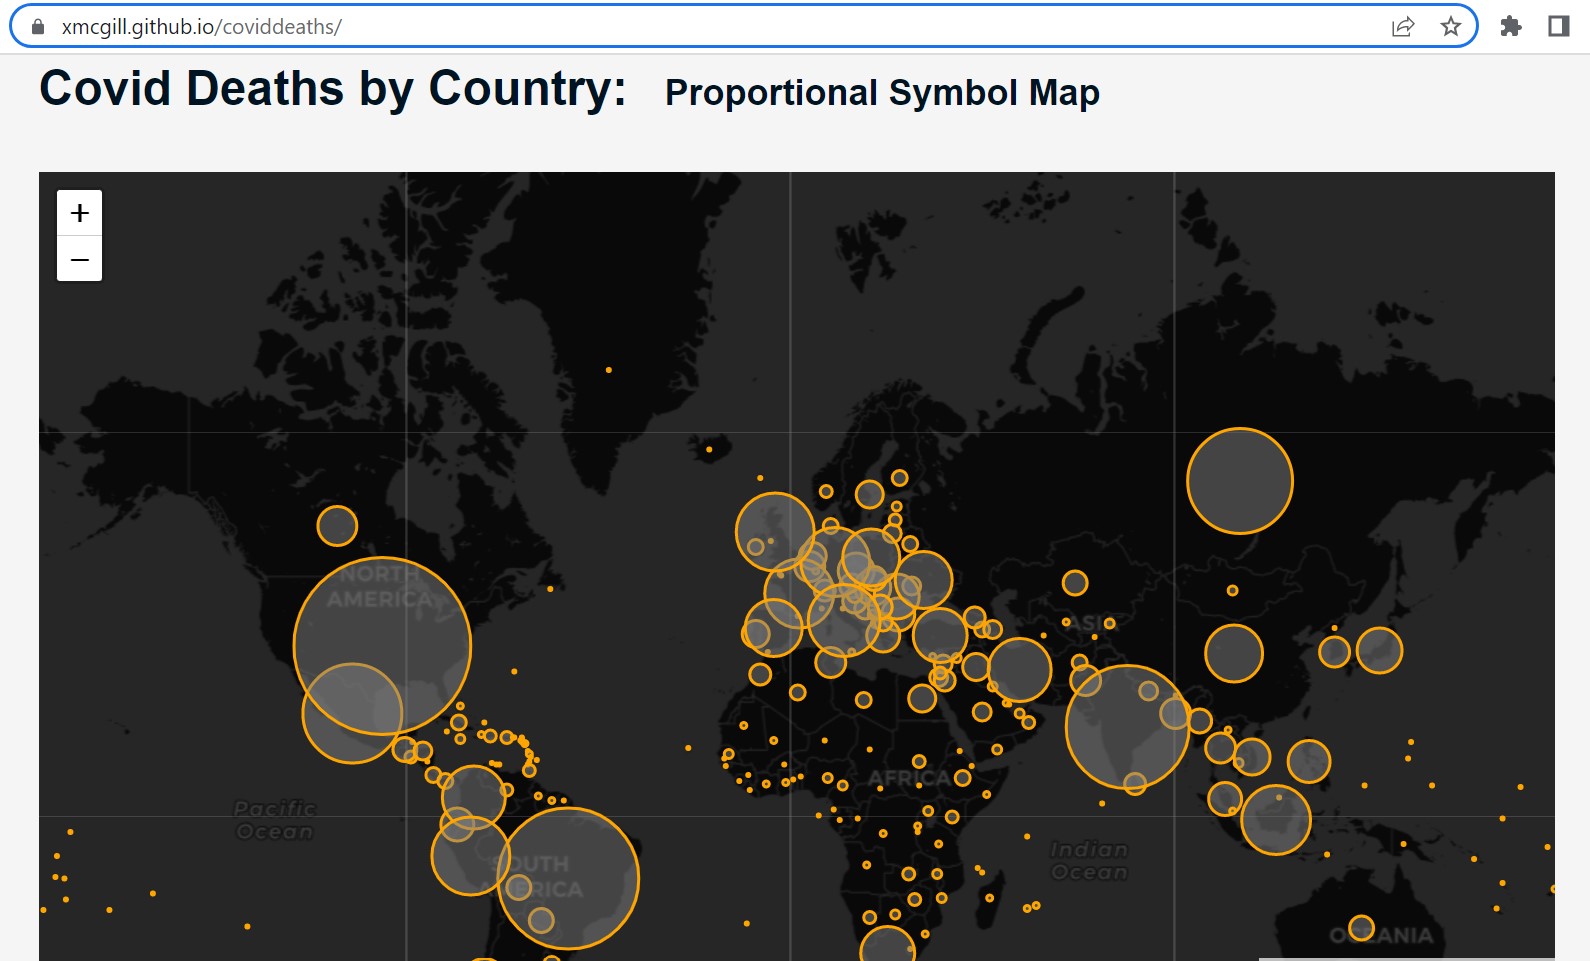 xmcgill.github.io/coviddeaths/
Covid Deaths by Country: Proportional Symbol Map
+
−
NORTH
AMERICA
ASIA
AFRICA
Pacific
Ocean
Indian
Ocean
SOUTH
AMERICA
OCEANIA